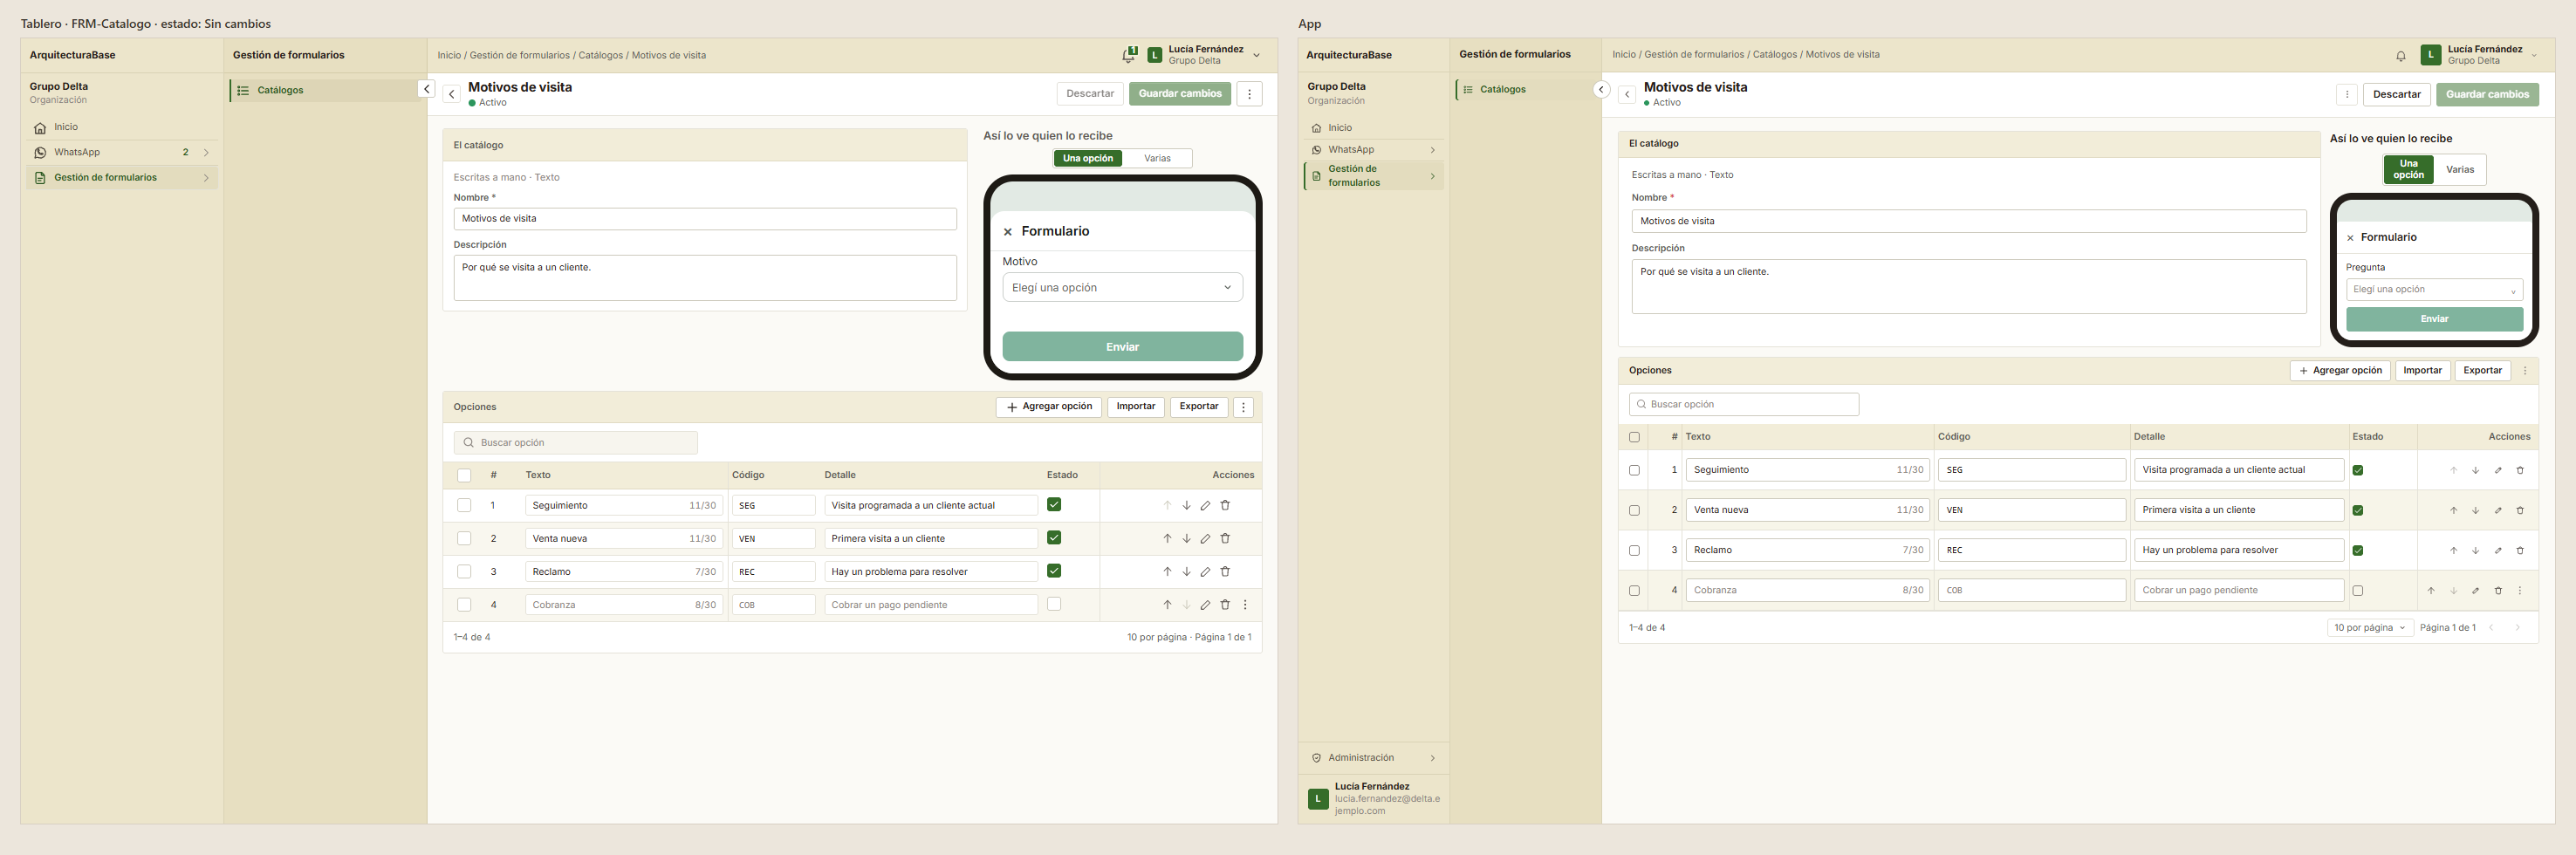 Tablero · FRM-Catalogo · estado: Sin cambios
ArquitecturaBase
Grupo Delta
Organización
Inicio
WhatsApp 2
Gestión de formularios
Gestión de formularios
Catálogos
Inicio / Gestión de formularios / Catálogos / Motivos de visita
1
L
Lucía Fernández
Grupo Delta
Motivos de visita
Activo
Descartar
Guardar cambios
El catálogo
Escritas a mano · Texto
Nombre *
Motivos de visita
Descripción
Por qué se visita a un cliente.
Así lo ve quien lo recibe
Una opción
Varias
Formulario
Motivo
Elegí una opción
Enviar
Opciones
Agregar opción
Importar
Exportar
Buscar opción
# Texto Código Detalle Estado Acciones
1 Seguimiento 11/30 SEG Visita programada a un cliente actual
2 Venta nueva 11/30 VEN Primera visita a un cliente
3 Reclamo 7/30 REC Hay un problema para resolver
4 Cobranza 8/30 COB Cobrar un pago pendiente
1–4 de 4
10 por página · Página 1 de 1
App
ArquitecturaBase
Grupo Delta
Organización
Inicio
WhatsApp
Gestión de
formularios
Administración
L
Lucía Fernández
lucia.fernandez@delta.e
jemplo.com
Gestión de formularios
Catálogos
Inicio / Gestión de formularios / Catálogos / Motivos de visita
L
Lucía Fernández
Grupo Delta
Motivos de visita
Activo
Descartar
Guardar cambios
El catálogo
Escritas a mano · Texto
Nombre *
Motivos de visita
Descripción
Por qué se visita a un cliente.
Así lo ve quien lo recibe
Una
opción
Varias
Formulario
Pregunta
Elegí una opción
Enviar
Opciones
Agregar opción
Importar
Exportar
Buscar opción
# Texto Código Detalle Estado Acciones
1 Seguimiento 11/30 SEG Visita programada a un cliente actual
2 Venta nueva 11/30 VEN Primera visita a un cliente
3 Reclamo 7/30 REC Hay un problema para resolver
4 Cobranza 8/30 COB Cobrar un pago pendiente
1–4 de 4
10 por página
Página 1 de 1